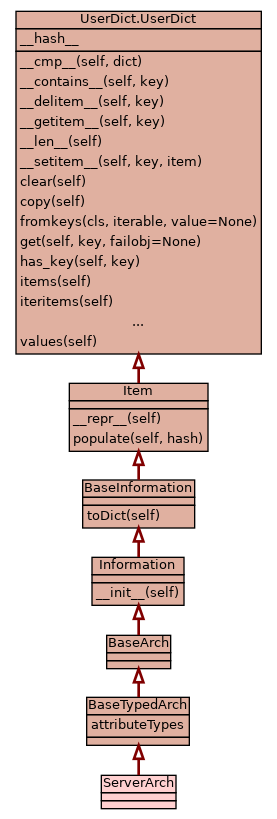 UserDict.UserDict
__hash__
__cmp__(self, dict)
__contains__(self, key)
__delitem__(self, key)
__getitem__(self, key)
__len__(self)
__setitem__(self, key, item)
clear(self)
copy(self)
fromkeys(cls, iterable, value=None)
get(self, key, failobj=None)
has_key(self, key)
items(self)
iteritems(self)
...
values(self)
Item
__repr__(self)
populate(self, hash)
BaseInformation
toDict(self)
Information
__init__(self)
BaseArch
BaseTypedArch
attributeTypes
ServerArch